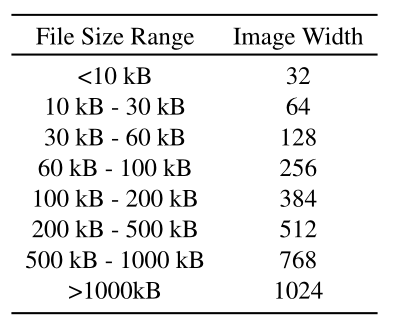 File Size Range Image Width
<10 kB 32
10 kB - 30 kB 64
30 kB - 60 kB 128
60 kB - 100 kB 256
100 kB - 200 kB 384
200 kB - 500 kB 512
500 kB - 1000 kB 768
>1000kB 1024